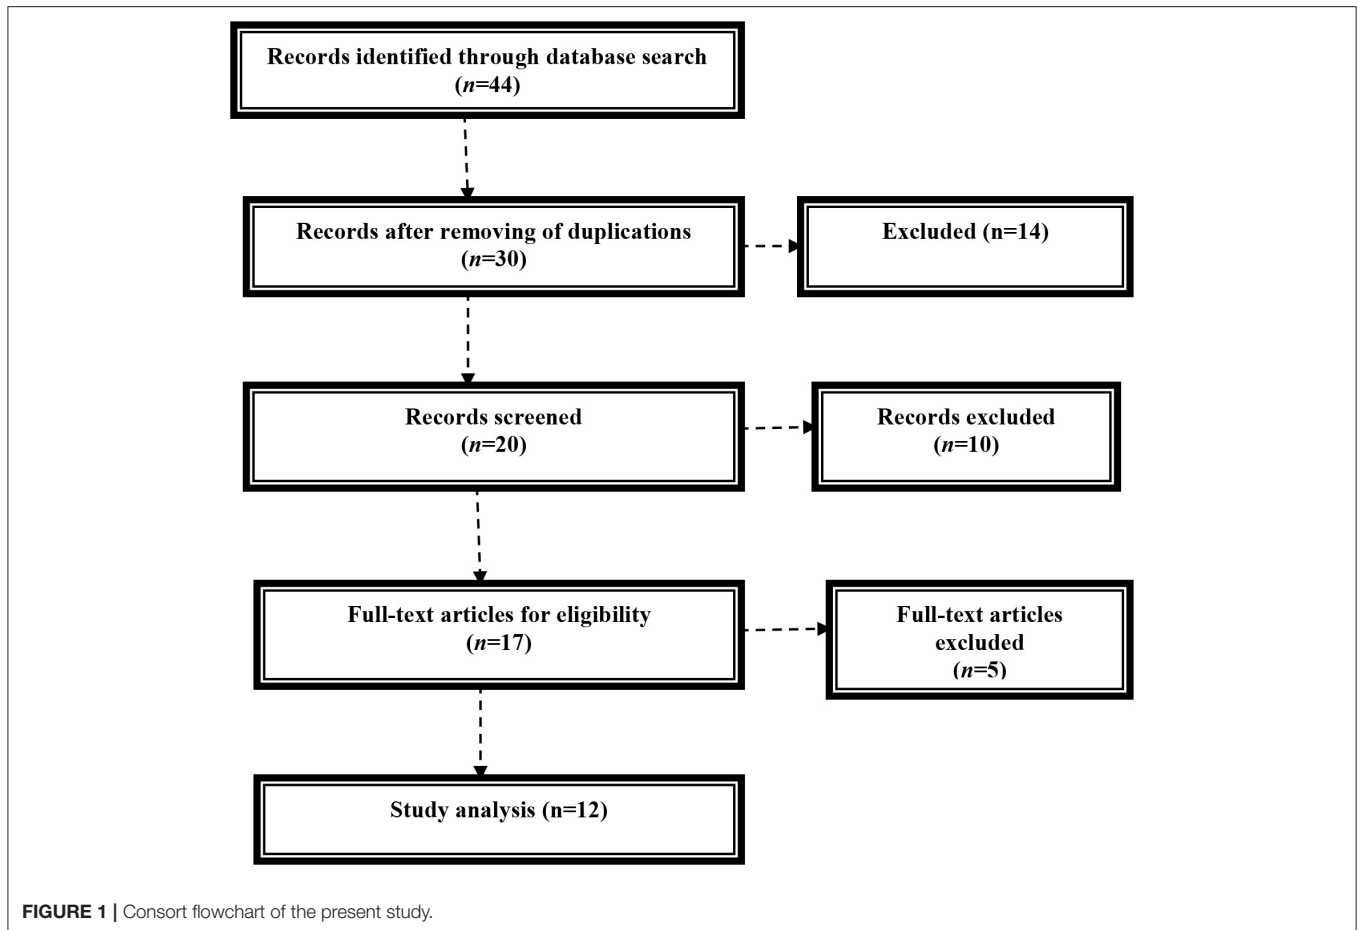 Records identified through database search
(n=44)
Records after removing of duplications
(n=30)
Excluded (n=14)
Records screened
(n=20)
Records excluded
(n=10)
Full-text articles for eligibility
(n=17)
Full-text articles
excluded
(n=5)
Study analysis (n=12)
FIGURE 1 | Consort flowchart of the present study.